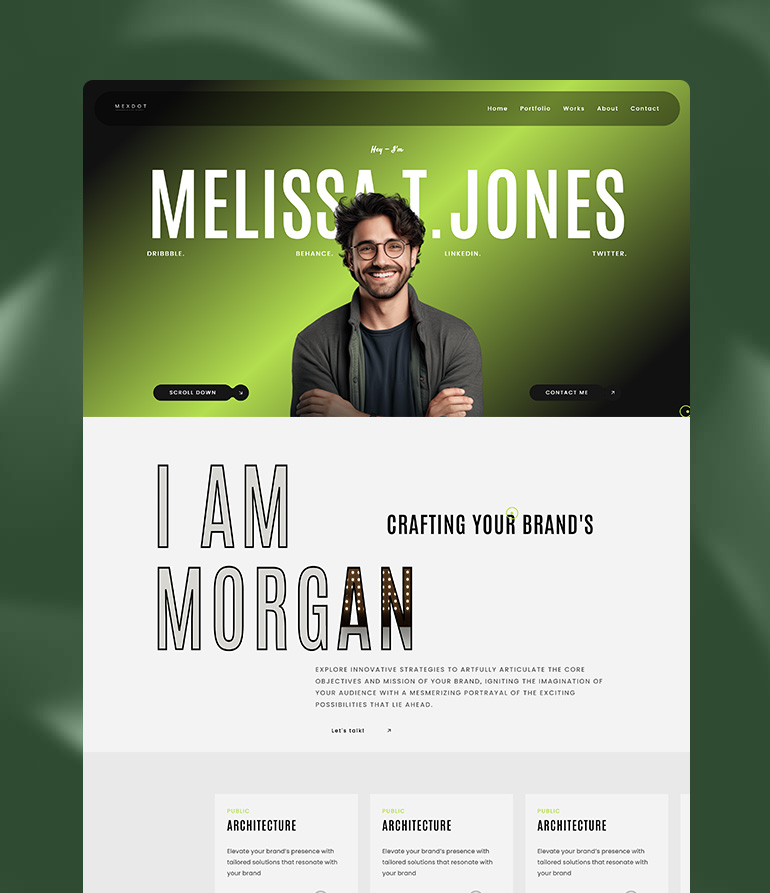 MEXDOT
Home Portfolio Works About Contact
Hey – I'm
MELISSA T. JONES
DRIBBBLE. BEHANCE. LINKEDIN. TWITTER.
SCROLL DOWN CONTACT ME
I AM
CRAFTING YOUR BRAND'S
MORGAN
EXPLORE INNOVATIVE STRATEGIES TO ARTFULLY ARTICULATE THE CORE
OBJECTIVES AND MISSION OF YOUR BRAND, IGNITING THE IMAGINATION OF
YOUR AUDIENCE WITH A MESMERIZING PORTRAYAL OF THE EXCITING
POSSIBILITIES THAT LIE AHEAD.
Let's talk!
PUBLIC
ARCHITECTURE
Elevate your brand's presence with
tailored solutions that resonate with
your brand
PUBLIC
ARCHITECTURE
Elevate your brand's presence with
tailored solutions that resonate with
your brand
PUBLIC
ARCHITECTURE
Elevate your brand's presence with
tailored solutions that resonate with
your brand